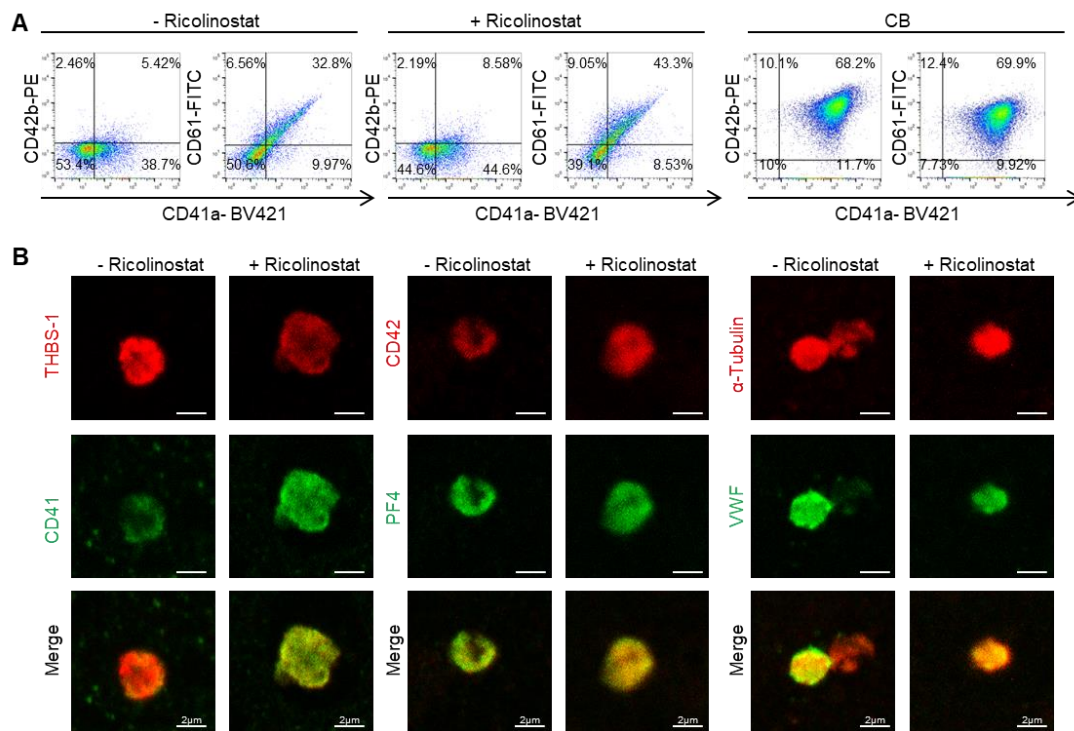 A
- Ricolinostat
+ Ricolinostat
CB
CD42b-PE
2.46% 5.42%
53.4% 38.7%
CD61-FITC
6.56% 32.8%
50.6% 9.97%
CD42b-PE
2.19% 8.58%
44.6% 44.6%
CD61-FITC
9.05% 43.3%
39.1% 8.53%
CD42b-PE
10.1% 68.2%
10% 11.7%
CD61-FITC
12.4% 69.9%
7.73% 9.92%
CD41a- BV421
CD41a- BV421
CD41a- BV421
B
- Ricolinostat
+ Ricolinostat
- Ricolinostat
+ Ricolinostat
- Ricolinostat
+ Ricolinostat
THBS-1
CD42
α-Tubulin
CD41
PF4
VWF
Merge
Merge
Merge
2μm
2μm
2μm
2μm
2μm
2μm